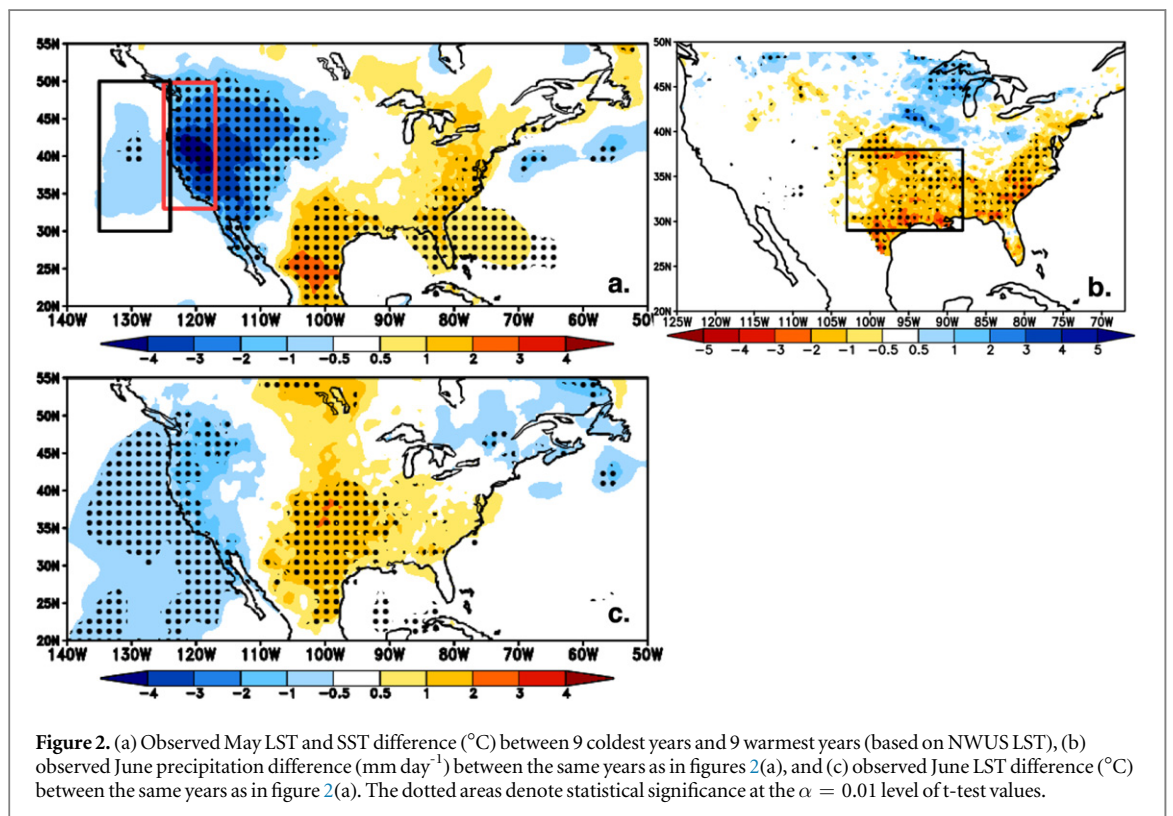 55N
50N
45N
40N
35N
30N
25N
20N
a.
140W 130W 120W 110W 100W 90W 80W 70W 60W 50W
−4 −3 −2 −1 −0.5 0.5 1 2 3 4
50N
40N
30N
20N
b.
125W 120W 115W 110W 105W 100W 95W 90W 85W 80W 75W 70W
−5 −4 −3 −2 −1 −0.5 0.5 1 2 3 4 5
55N
50N
45N
40N
35N
30N
25N
20N
c.
140W 130W 120W 110W 100W 90W 80W 70W 60W 50W
−4 −3 −2 −1 −0.5 0.5 1 2 3 4
Figure 2. (a) Observed May LST and SST difference (°C) between 9 coldest years and 9 warmest years (based on NWUS LST), (b)
observed June precipitation difference (mm day⁻¹) between the same years as in figures 2(a), and (c) observed June LST difference (°C)
between the same years as in figure 2(a). The dotted areas denote statistical significance at the α = 0.01 level of t-test values.